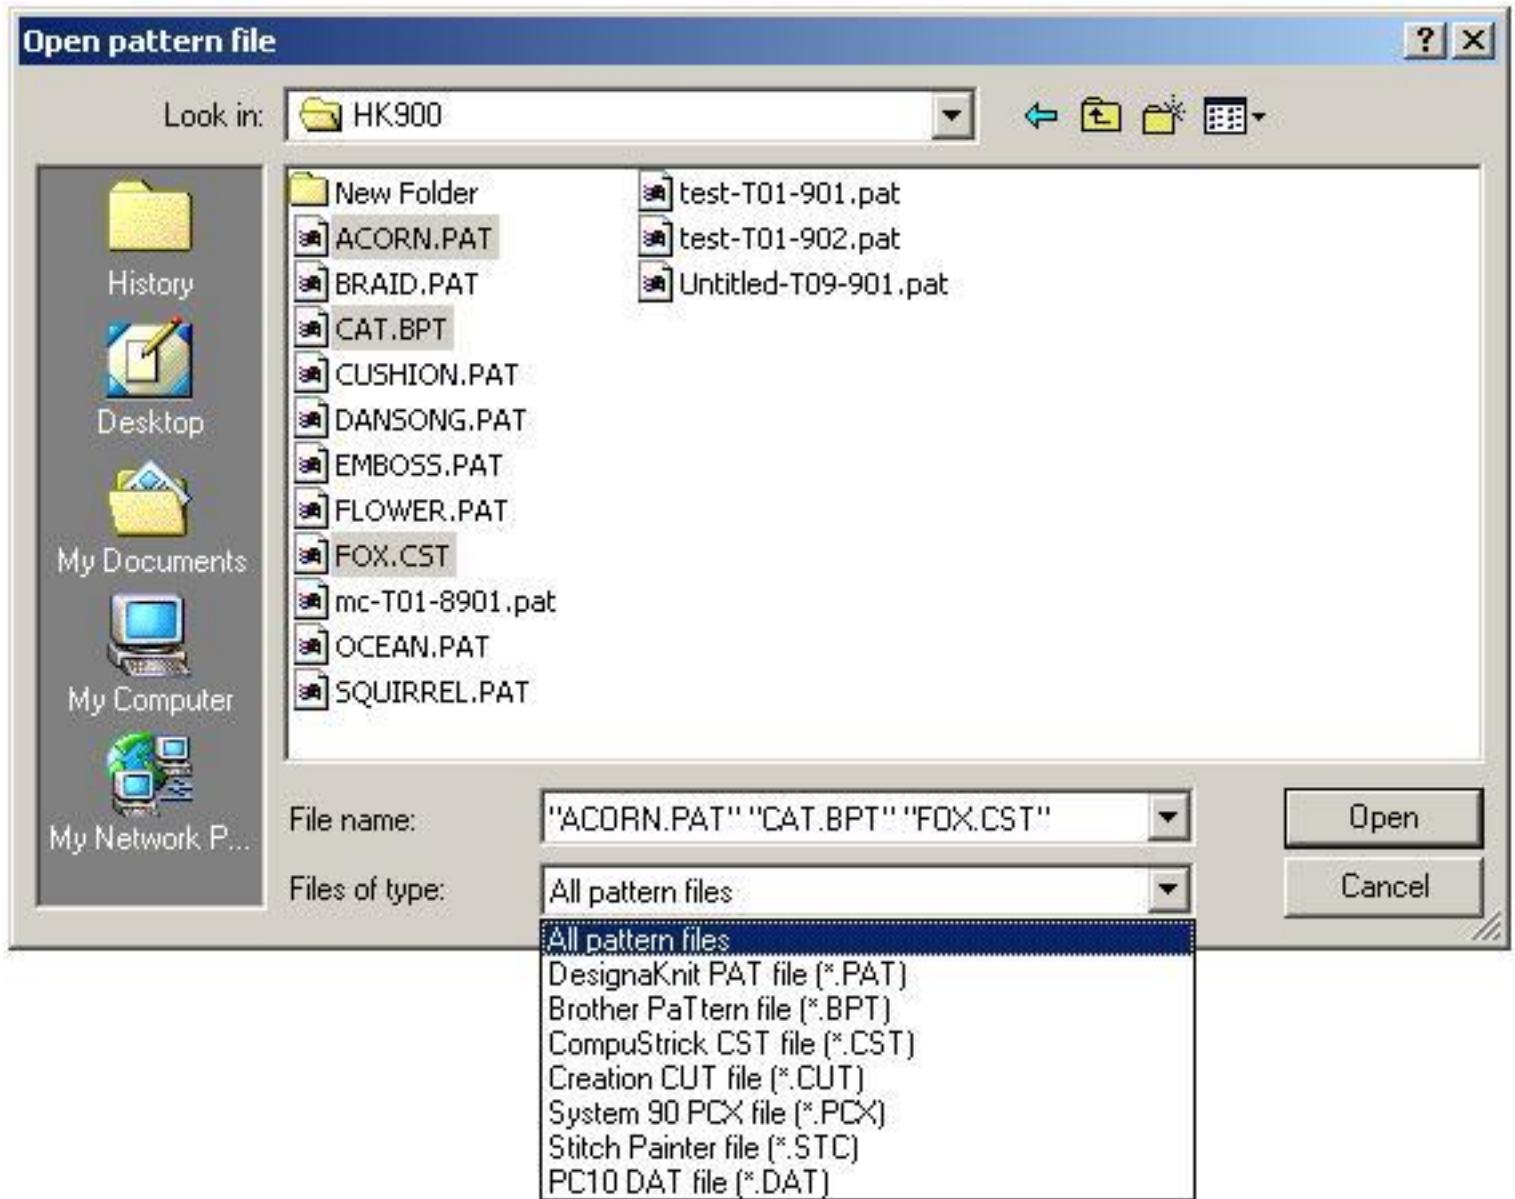 Open pattern file
Look in: HK900
History
Desktop
My Documents
My Computer
My Network P...
New Folder
ACORN.PAT
BRAID.PAT
CAT.BPT
CUSHION.PAT
DANSONG.PAT
EMBOSS.PAT
FLOWER.PAT
FOX.CST
mc-T01-8901.pat
OCEAN.PAT
SQUIRREL.PAT
test-T01-901.pat
test-T01-902.pat
Untitled-T09-901.pat
File name: "ACORN.PAT" "CAT.BPT" "FOX.CST" Open
Files of type: All pattern files Cancel
All pattern files
DesignaKnit PAT file (*.PAT)
Brother PaTtern file (*.BPT)
CompuStrick CST file (*.CST)
Creation CUT file (*.CUT)
System 90 PCX file (*.PCX)
Stitch Painter file (*.STC)
PC10 DAT file (*.DAT)